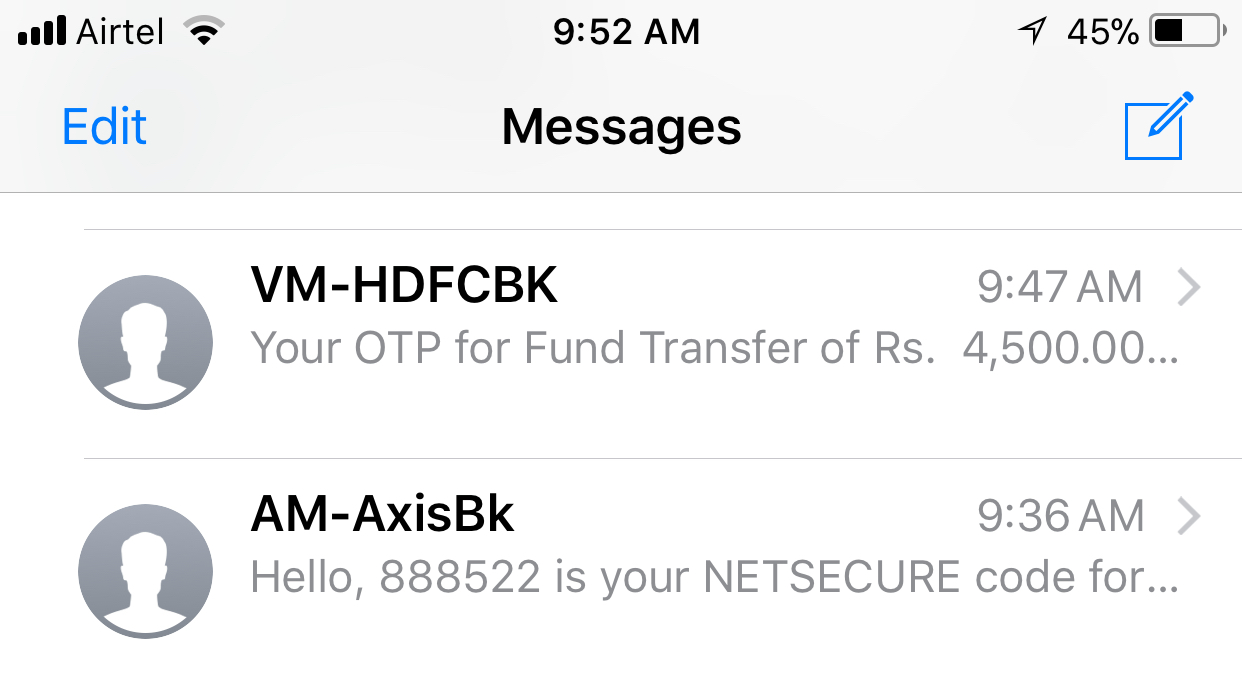 Airtel 9:52 AM 45%
Edit Messages
VM-HDFCBK 9:47 AM
Your OTP for Fund Transfer of Rs. 4,500.00...
AM-AxisBk 9:36 AM
Hello, 888522 is your NETSECURE code for...